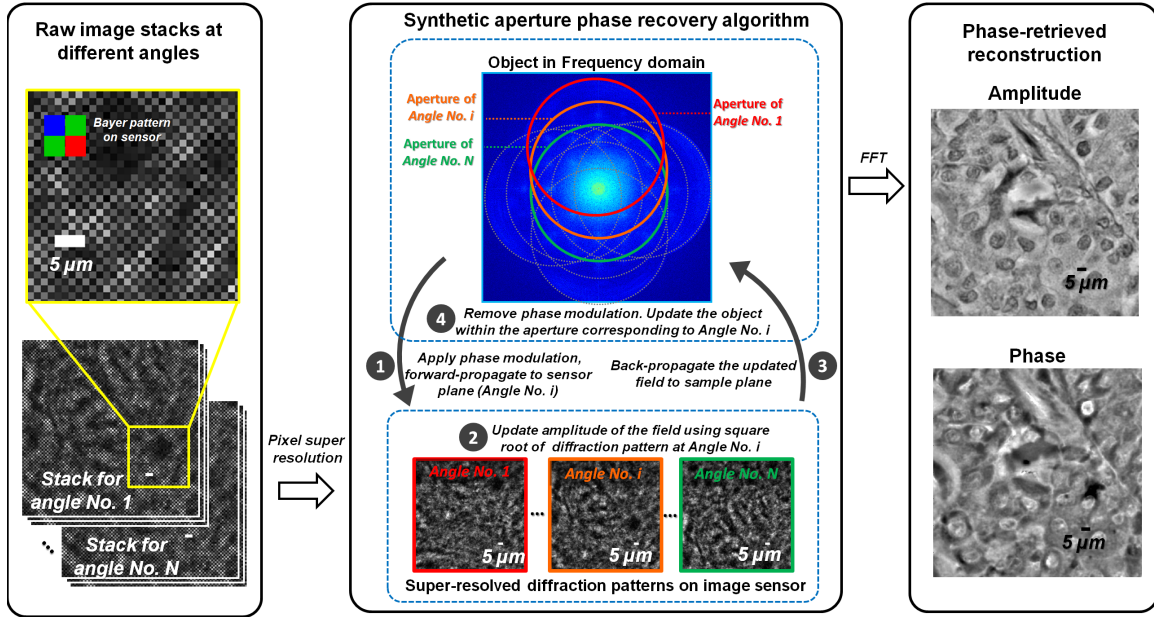 Raw image stacks at
different angles
Bayer pattern
on sensor
5 μm
Stack for
angle No. 1
Stack for
angle No. N
Pixel super
resolution
Synthetic aperture phase recovery algorithm
Object in Frequency domain
Aperture of
Angle No. i
Aperture of
Angle No. N
Aperture of
Angle No. 1
4
Remove phase modulation. Update the object
within the aperture corresponding to Angle No. i
1
Apply phase modulation,
forward-propagate to sensor
plane (Angle No. i)
Back-propagate the updated
field to sample plane
3
2
Update amplitude of the field using square
root of diffraction pattern at Angle No. i
Angle No. 1
5 μm
...
Angle No. i
5 μm
...
Angle No. N
5 μm
Super-resolved diffraction patterns on image sensor
FFT
Phase-retrieved
reconstruction
Amplitude
5 μm
Phase
5 μm